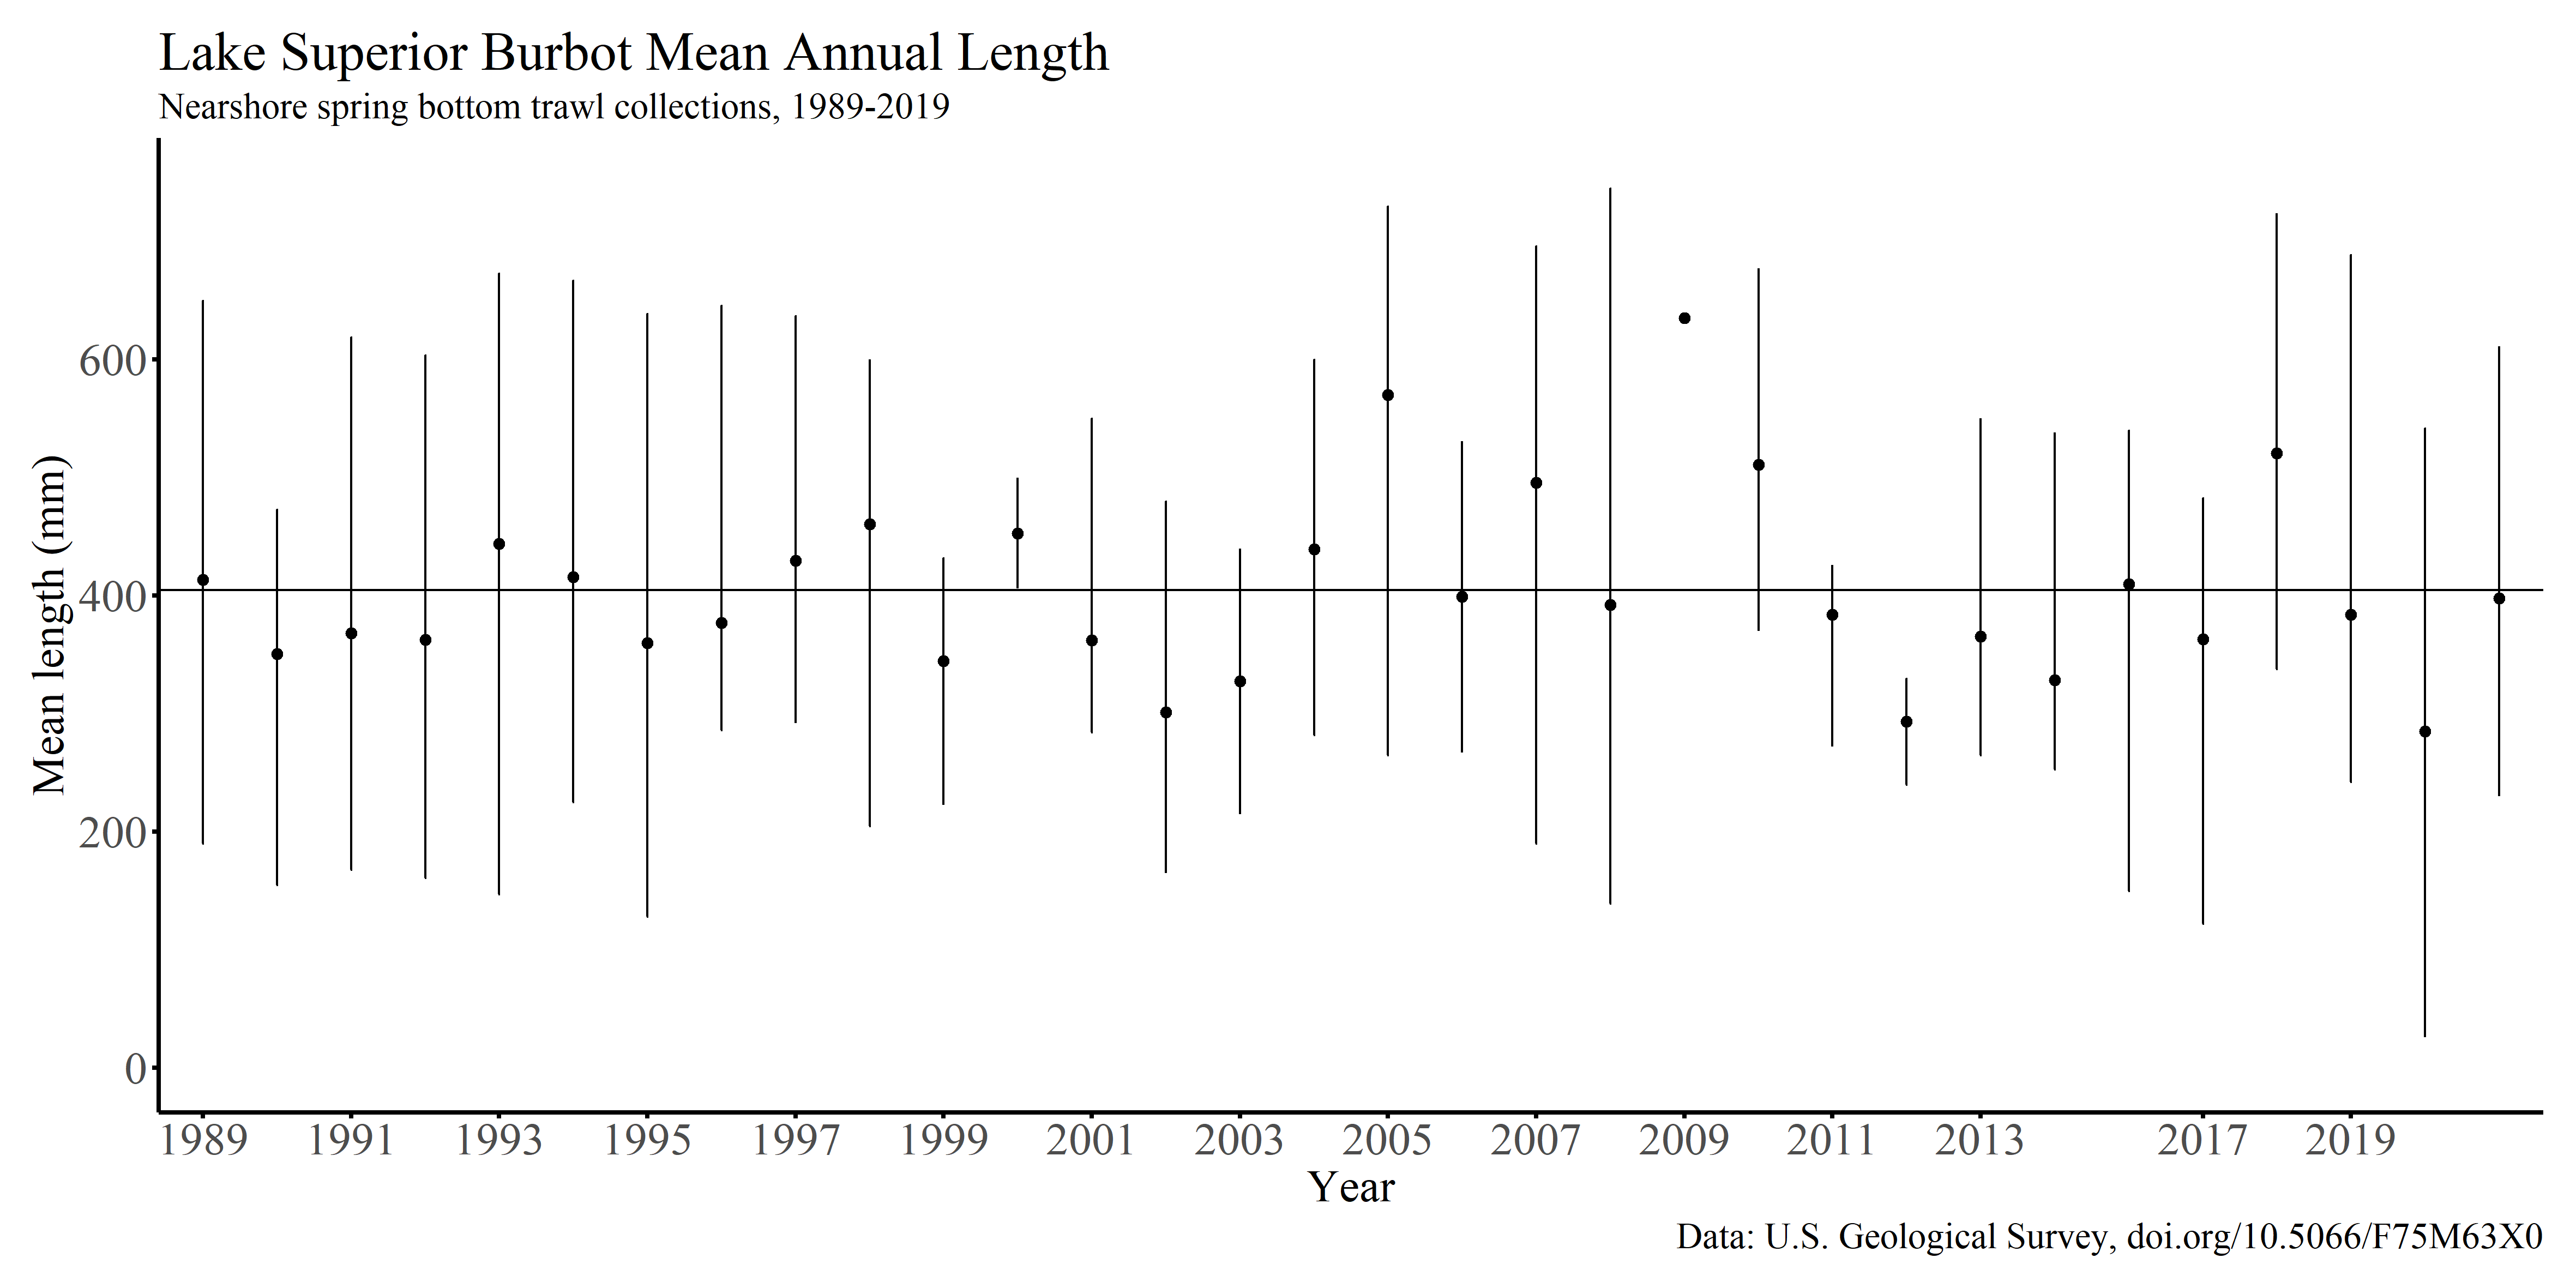 Lake Superior Burbot Mean Annual Length
Nearshore spring bottom trawl collections, 1989-2019
Mean length (mm)
600
400
200
0
1989 1991 1993 1995 1997 1999 2001 2003 2005 2007 2009 2011 2013 2017 2019
Year
Data: U.S. Geological Survey, doi.org/10.5066/F75M63X0